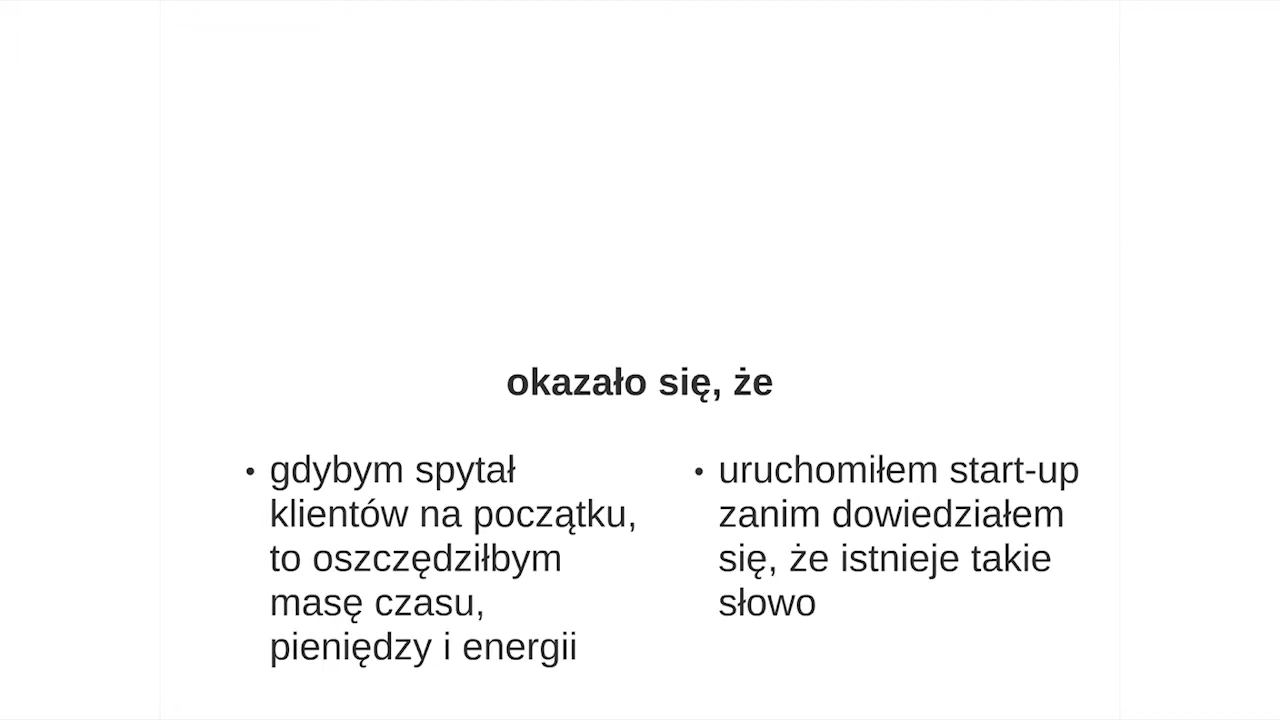 okazało się, że
• gdybym spytał
klientów na początku,
to oszczędziłbym
masę czasu,
pieniędzy i energii
• uruchomiłem start-up
zanim dowiedziałem
się, że istnieje takie
słowo